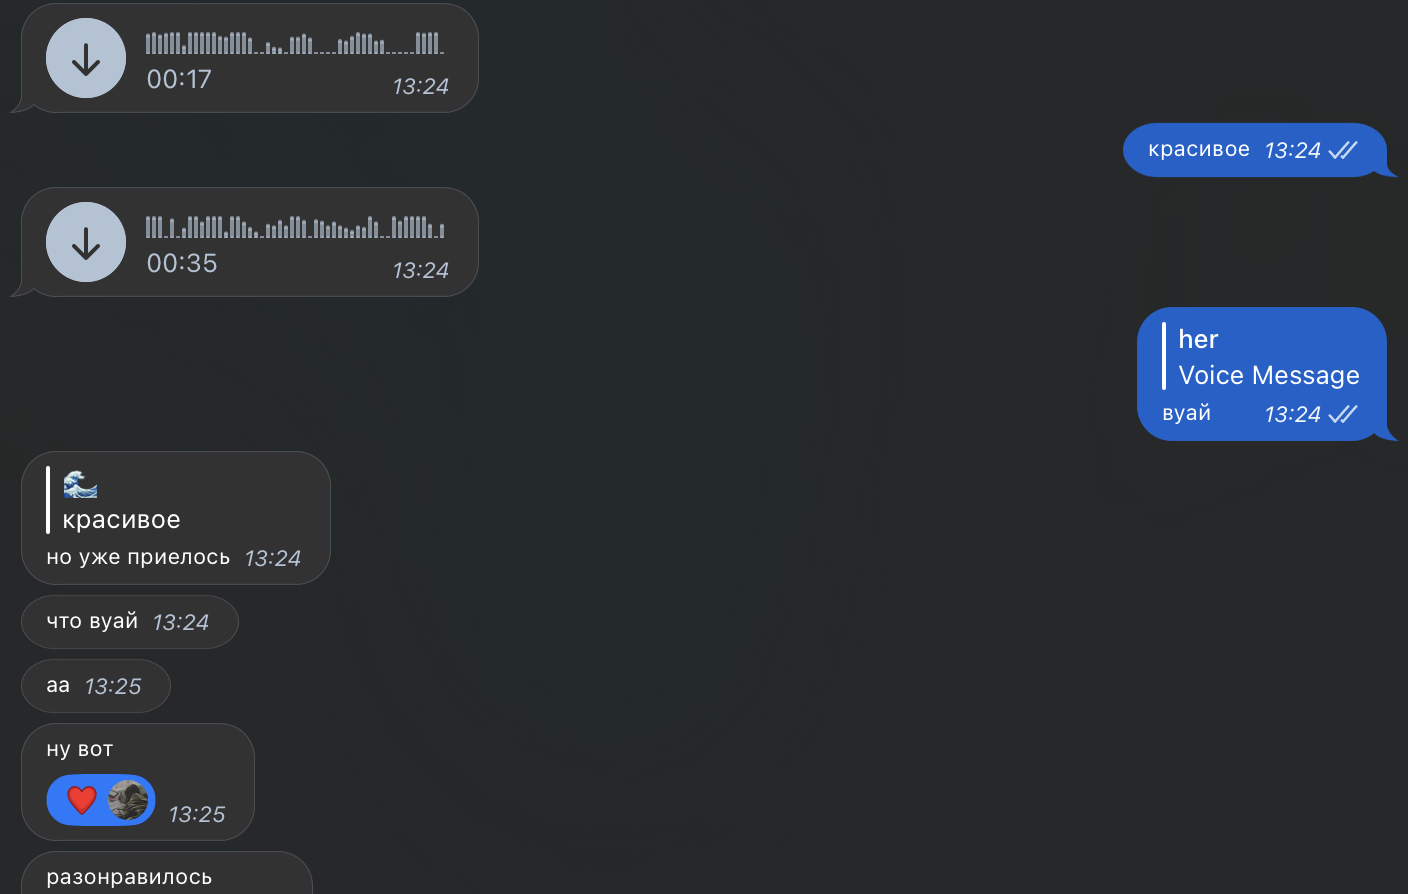 00:17
13:24
красивое 13:24
00:35
13:24
her
Voice Message
вуай 13:24
🌊
красивое
но уже приелось 13:24
что вуай 13:24
аа 13:25
ну вот
❤️ 13:25
разонравилось